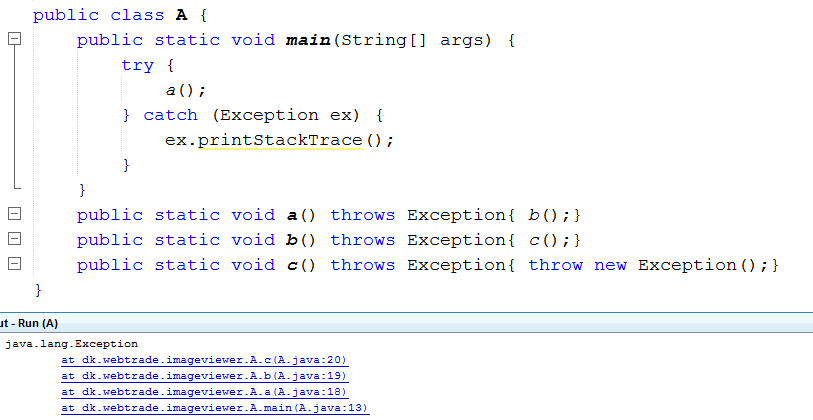 public class A {
public static void main(String[] args) {
try {
a();
} catch (Exception ex) {
ex.printStackTrace();
}
}
public static void a() throws Exception{ b();}
public static void b() throws Exception{ c();}
public static void c() throws Exception{ throw new Exception();}
}
ut - Run (A)
java.lang.Exception
at dk.webtrade.imageviewer.A.c(A.java:20)
at dk.webtrade.imageviewer.A.b(A.java:19)
at dk.webtrade.imageviewer.A.a(A.java:18)
at dk.webtrade.imageviewer.A.main(A.java:13)